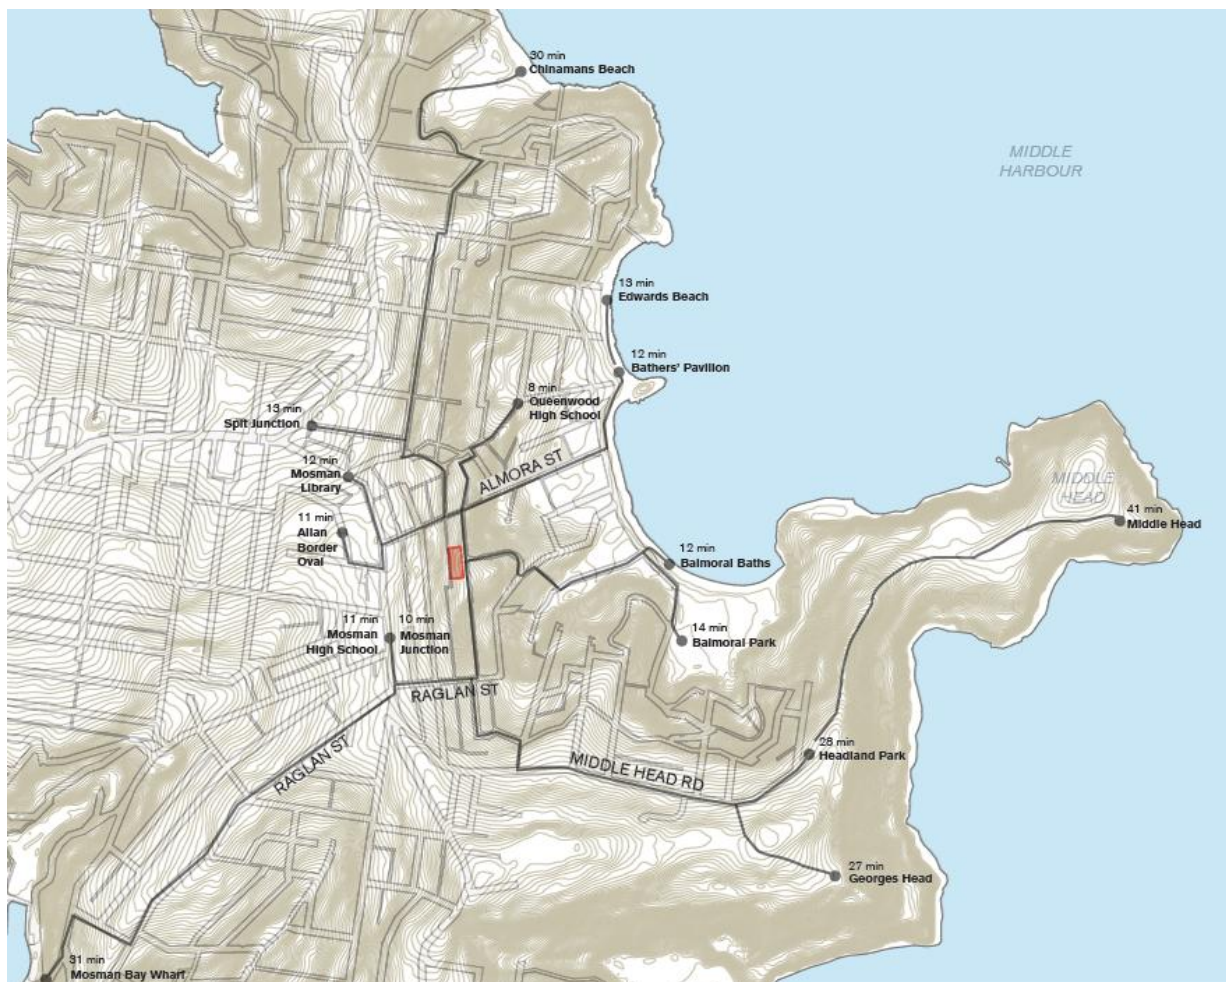 30 min
Chinamans Beach
MIDDLE
HARBOUR
13 min
Edwards Beach
12 min
Bathers' Pavilion
8 min
Queenwood
High School
13 min
Spit Junction
ALMORA ST
12 min
Mosman
Library
MIDDLE
HEAD
41 min
Middle Head
11 min
Allan
Border
Oval
12 min
Balmoral Baths
11 min
Mosman
High School
10 min
Mosman
Junction
14 min
Balmoral Park
RAGLAN ST
RAGLAN ST
MIDDLE HEAD RD
28 min
Headland Park
27 min
Georges Head
31 min
Mosman Bay Wharf